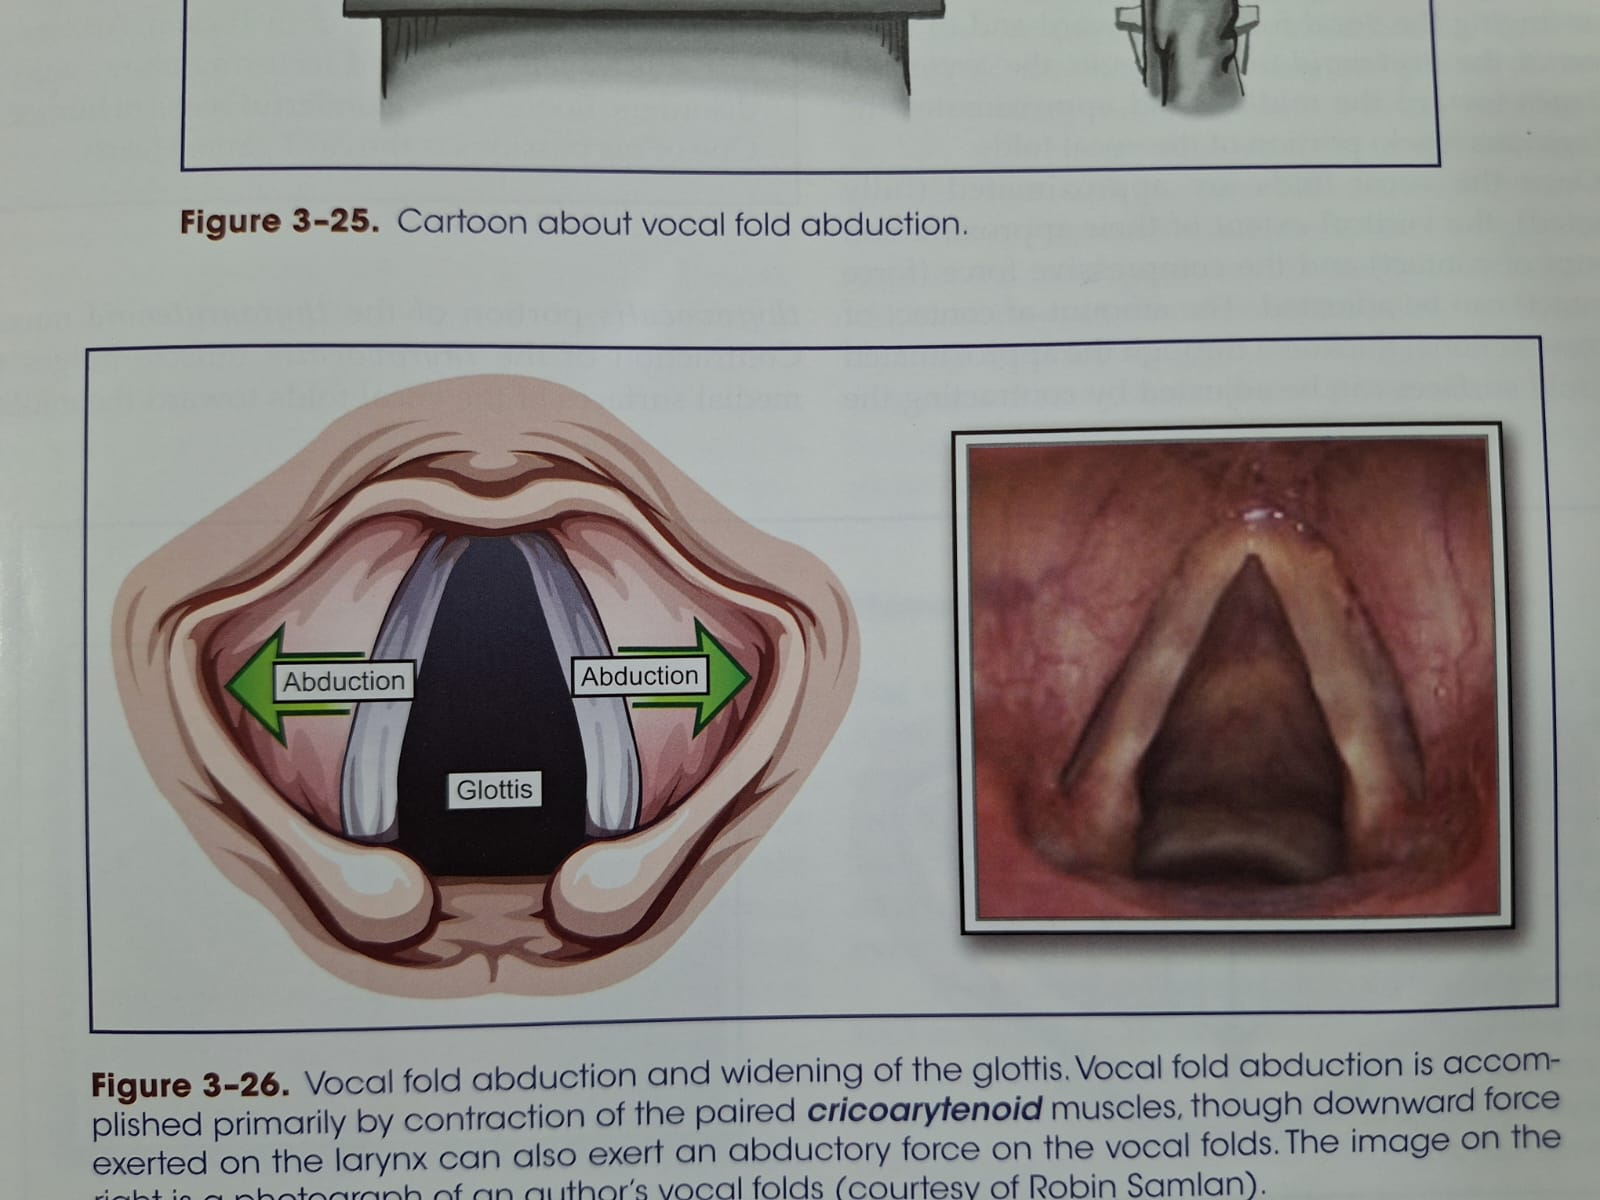 Figure 3-25. Cartoon about vocal fold abduction.
Abduction
Abduction
Glottis
Figure 3-26. Vocal fold abduction and widening of the glottis. Vocal fold abduction is accom-
plished primarily by contraction of the paired cricoarytenoid muscles, though downward force
exerted on the larynx can also exert an abductory force on the vocal folds. The image on the
right is a photograph of an author's vocal folds (courtesy of Robin Samlan).